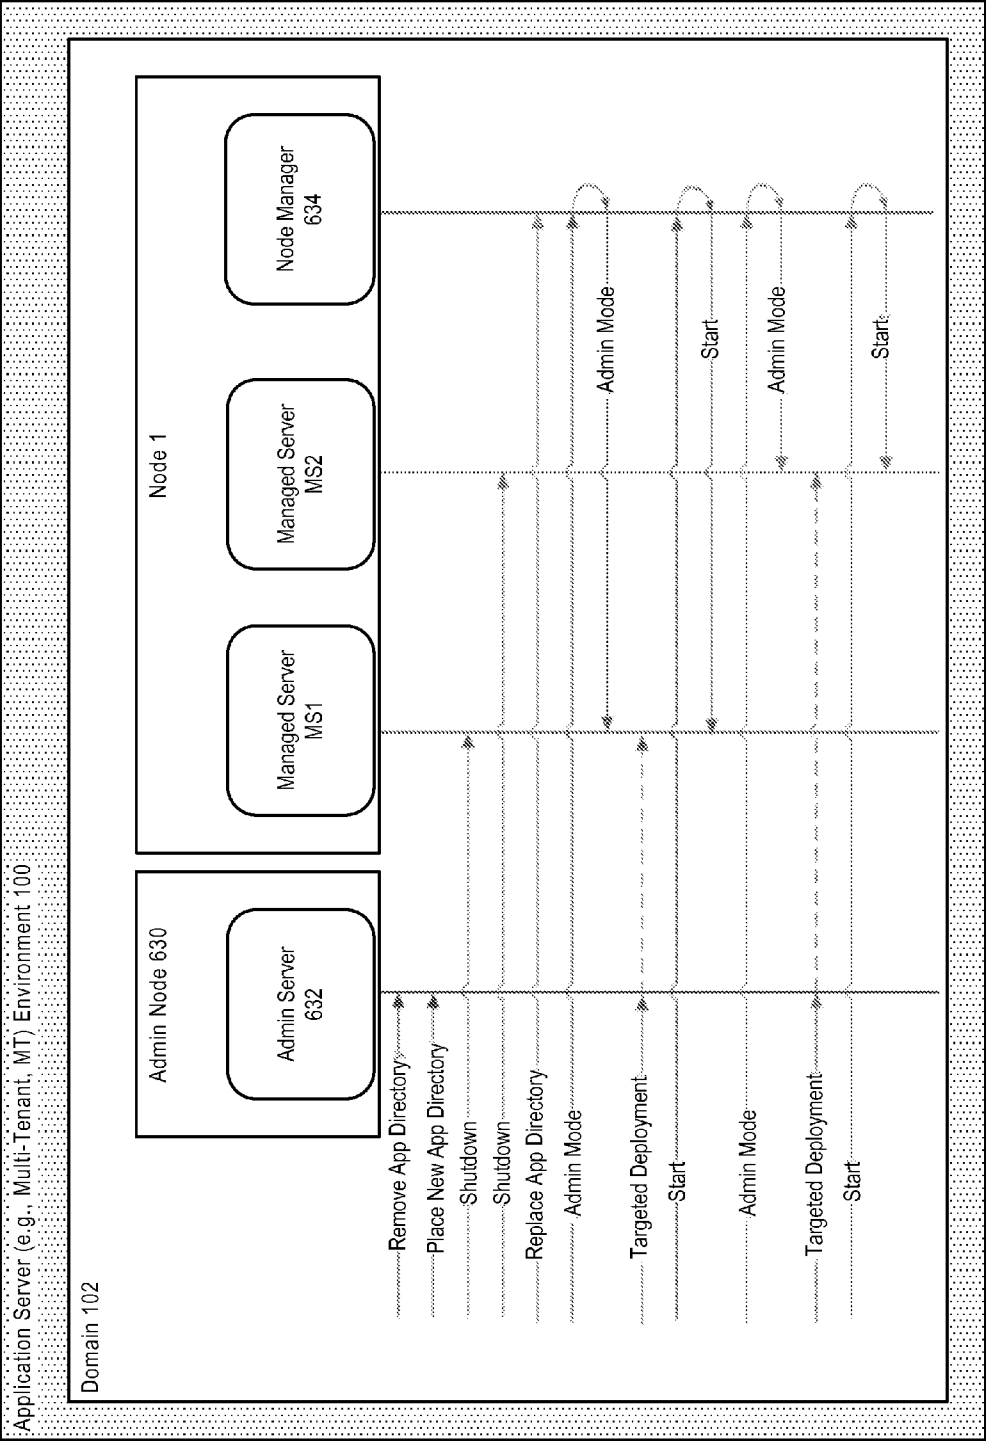 Application Server (e.g., Multi-Tenant, MT) Environment 100
Domain 102
Admin Node 630
Node 1
Admin Server
632
Managed Server
MS1
Managed Server
MS2
Node Manager
634
Remove App Directory
Place New App Directory
Shutdown
Shutdown
Replace App Directory
Admin Mode
Admin Mode
Targeted Deployment
Start
Start
Admin Mode
Admin Mode
Targeted Deployment
Start
Start